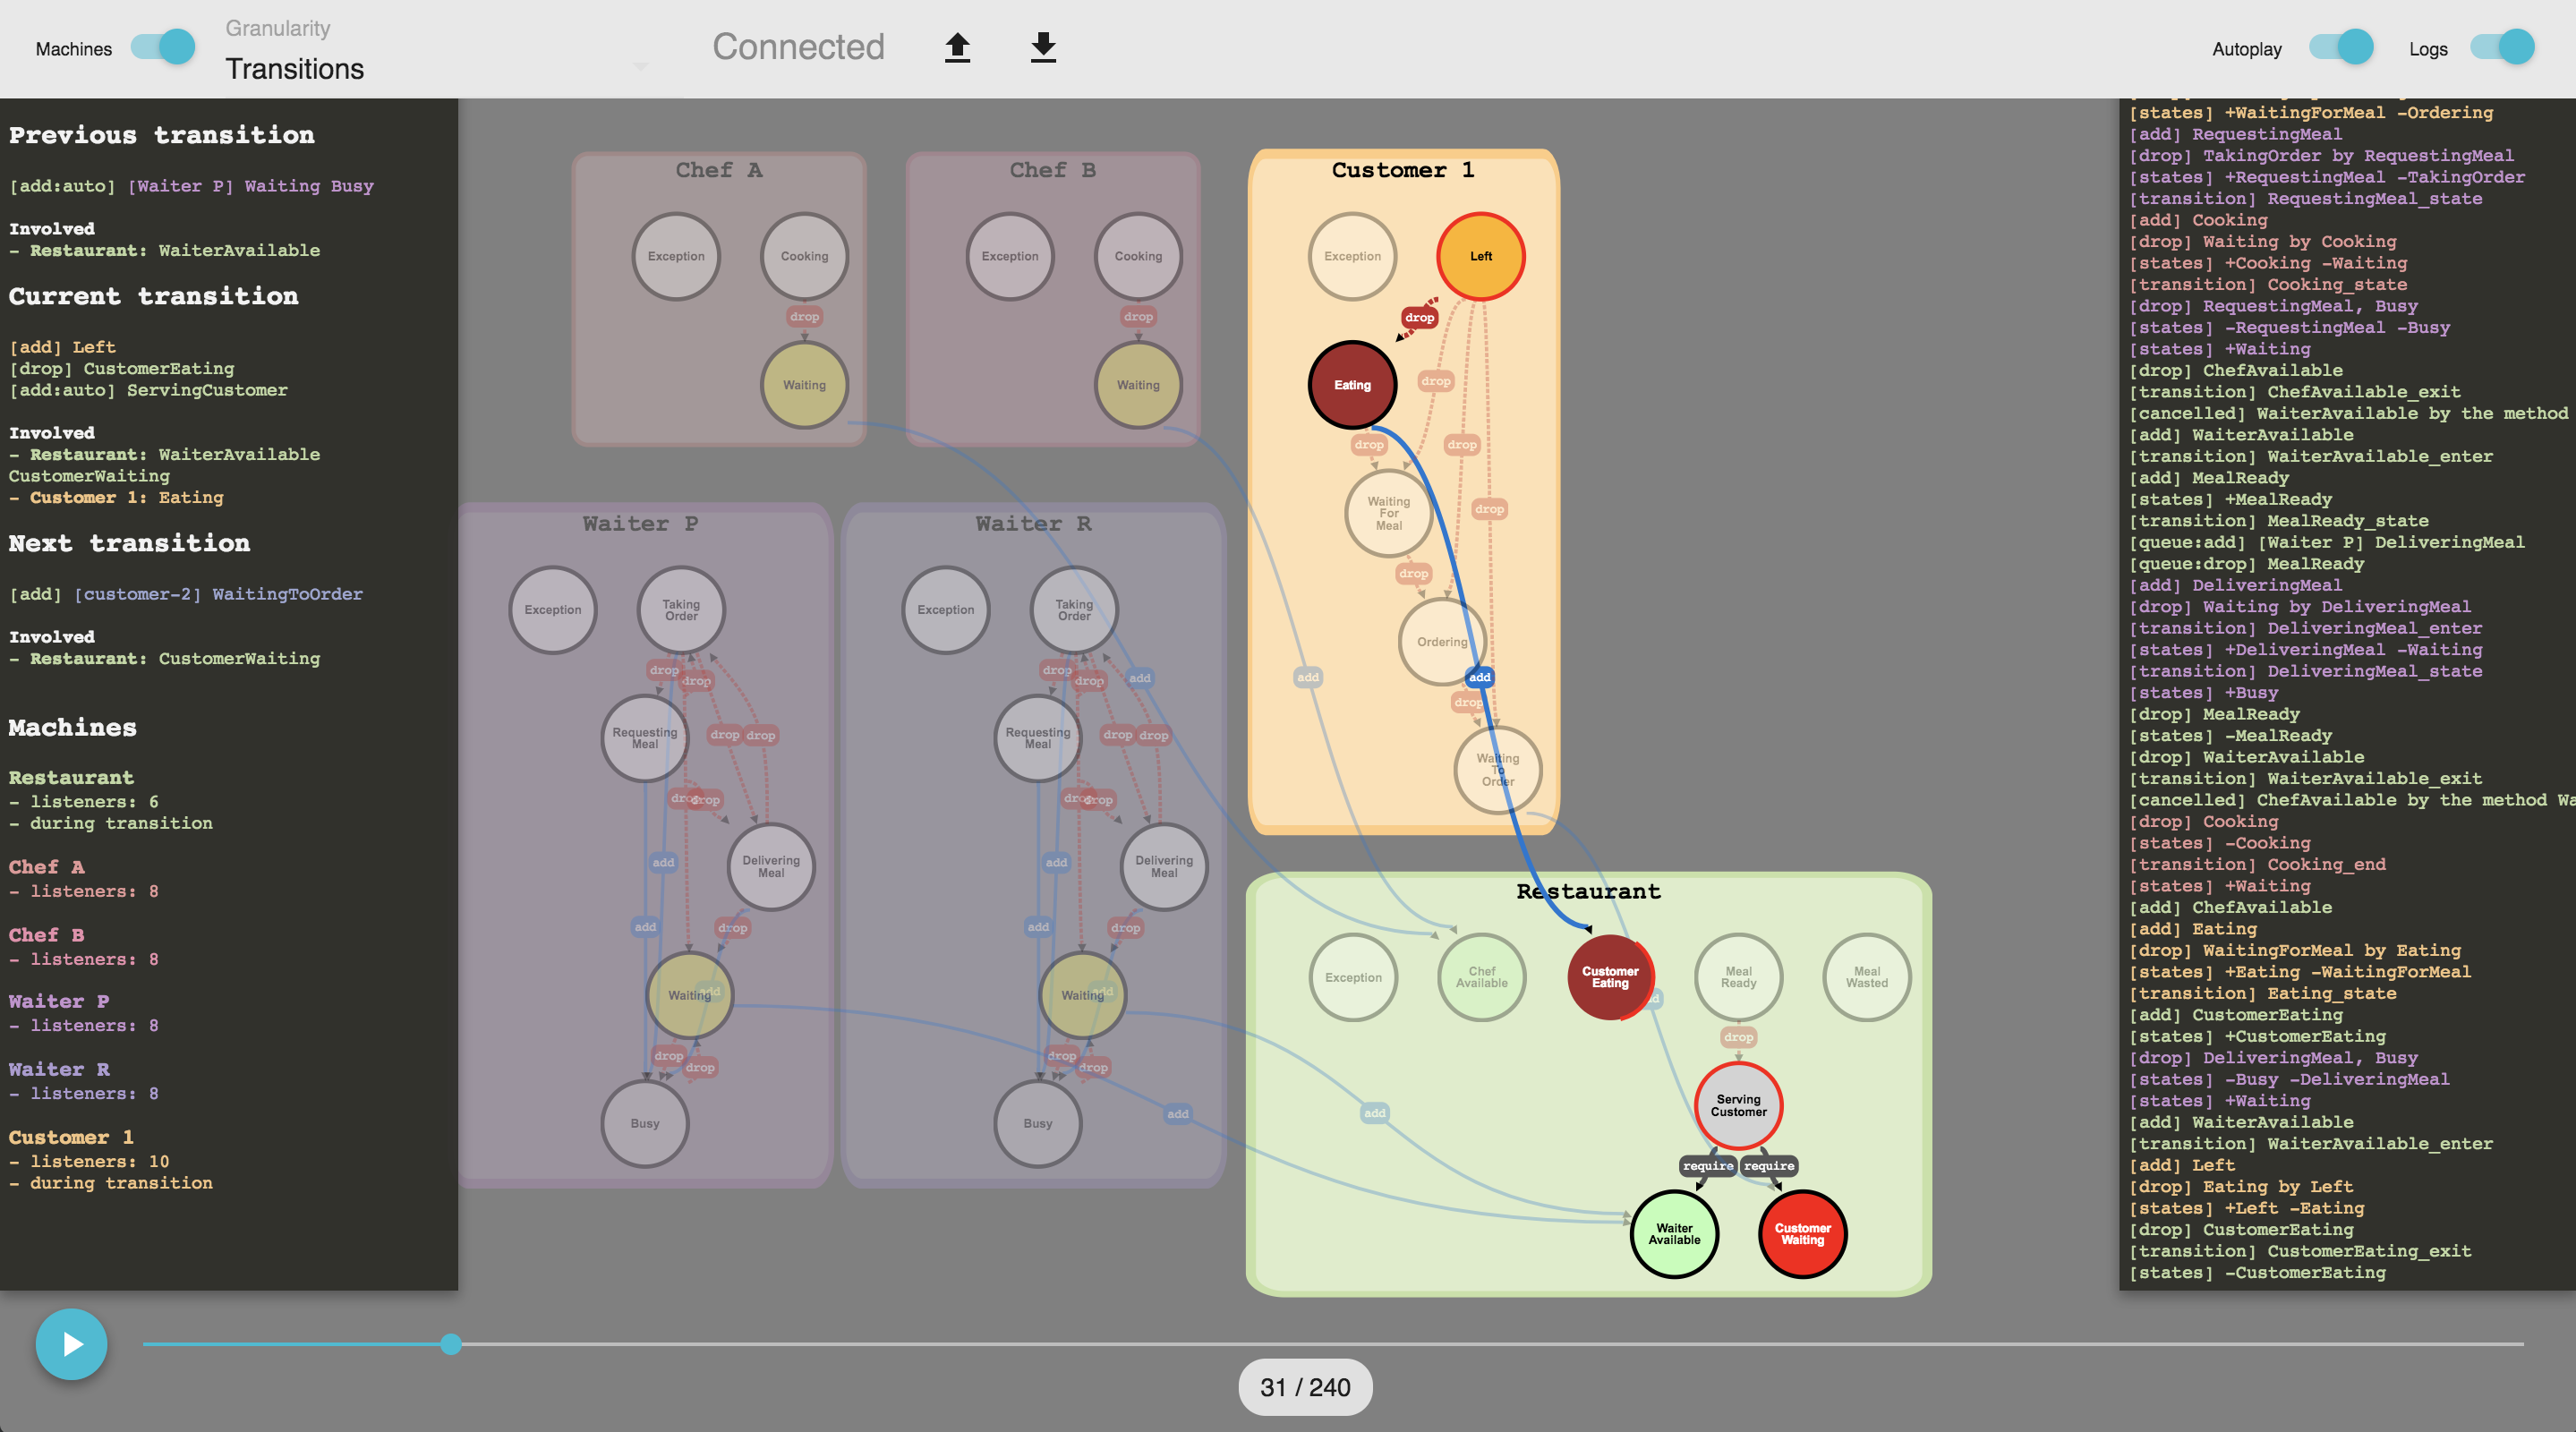 Machines
Granularity
Transitions
Connected
Autoplay
Logs
Previous transition
[add:auto] [Waiter P] Waiting Busy
Involved
- Restaurant: WaiterAvailable
Current transition
[add] Left
[drop] CustomerEating
[add:auto] ServingCustomer
Involved
- Restaurant: WaiterAvailable
CustomerWaiting
- Customer 1: Eating
Next transition
[add] [customer-2] WaitingToOrder
Involved
- Restaurant: CustomerWaiting
Machines
Restaurant
- listeners: 6
- during transition
Chef A
- listeners: 8
Chef B
- listeners: 8
Waiter P
- listeners: 8
Waiter R
- listeners: 8
Customer 1
- listeners: 10
- during transition
Chef A
Exception
Cooking
drop
Waiting
Chef B
Exception
Cooking
drop
Waiting
Customer 1
Exception
Left
drop
Eating
drop
drop
drop
Waiting
For
Meal
drop
drop
Ordering
add
drop
Waiting
To
Order
Waiter P
Exception
Taking
Order
drop
drop
Requesting
Meal
drop
drop
drop
drop
add
Delivering
Meal
add
drop
Waiting
add
drop
drop
Busy
Waiter R
Exception
Taking
Order
drop
drop
add
add
Requesting
Meal
drop
drop
drop
drop
add
Delivering
Meal
add
drop
Waiting
add
drop
drop
Busy
add
add
Restaurant
Exception
Chef
Available
Customer
Eating
Meal
Ready
Meal
Wasted
drop
Serving
Customer
require
require
Waiter
Available
Customer
Waiting
[states] +WaitingForMeal -Ordering
[add] RequestingMeal
[drop] TakingOrder by RequestingMeal
[states] +RequestingMeal -TakingOrder
[transition] RequestingMeal_state
[add] Cooking
[drop] Waiting by Cooking
[states] +Cooking -Waiting
[transition] Cooking_state
[drop] RequestingMeal, Busy
[states] -RequestingMeal -Busy
[states] +Waiting
[drop] ChefAvailable
[transition] ChefAvailable_exit
[cancelled] WaiterAvailable by the method
[add] WaiterAvailable
[transition] WaiterAvailable_enter
[add] MealReady
[states] +MealReady
[transition] MealReady_state
[queue:add] [Waiter P] DeliveringMeal
[queue:drop] MealReady
[add] DeliveringMeal
[drop] Waiting by DeliveringMeal
[transition] DeliveringMeal_enter
[states] +DeliveringMeal -Waiting
[transition] DeliveringMeal_state
[states] +Busy
[drop] MealReady
[states] -MealReady
[drop] WaiterAvailable
[transition] WaiterAvailable_exit
[cancelled] ChefAvailable by the method Wa
[drop] Cooking
[states] -Cooking
[transition] Cooking_end
[states] +Waiting
[add] ChefAvailable
[add] Eating
[drop] WaitingForMeal by Eating
[states] +Eating -WaitingForMeal
[transition] Eating_state
[add] CustomerEating
[states] +CustomerEating
[drop] DeliveringMeal, Busy
[states] -Busy -DeliveringMeal
[states] +Waiting
[add] WaiterAvailable
[transition] WaiterAvailable_enter
[add] Left
[drop] Eating by Left
[states] +Left -Eating
[drop] CustomerEating
[transition] CustomerEating_exit
[states] -CustomerEating
31 / 240